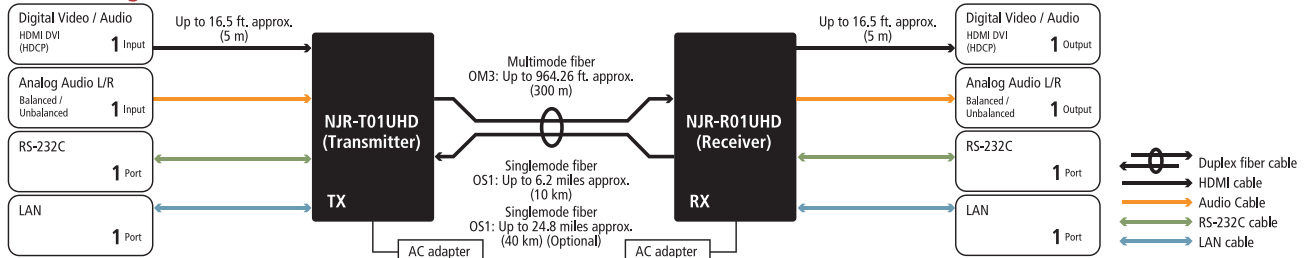 Digital Video / Audio
HDMI DVI
(HDCP)
1 Input
Analog Audio L/R
Balanced /
Unbalanced
1 Input
RS-232C
1 Port
LAN
1 Port
Up to 16.5 ft. approx.
(5 m)
NJR-T01UHD
(Transmitter)
TX
AC adapter
Multimode fiber
OM3: Up to 964.26 ft. approx.
(300 m)
Singlemode fiber
OS1: Up to 6.2 miles approx.
(10 km)
Singlemode fiber
OS1: Up to 24.8 miles approx.
(40 km) (Optional)
NJR-R01UHD
(Receiver)
RX
AC adapter
Up to 16.5 ft. approx.
(5 m)
Digital Video / Audio
HDMI DVI
(HDCP)
1 Output
Analog Audio L/R
Balanced /
Unbalanced
1 Output
RS-232C
1 Port
LAN
1 Port
Duplex fiber cable
HDMI cable
Audio Cable
RS-232C cable
LAN cable